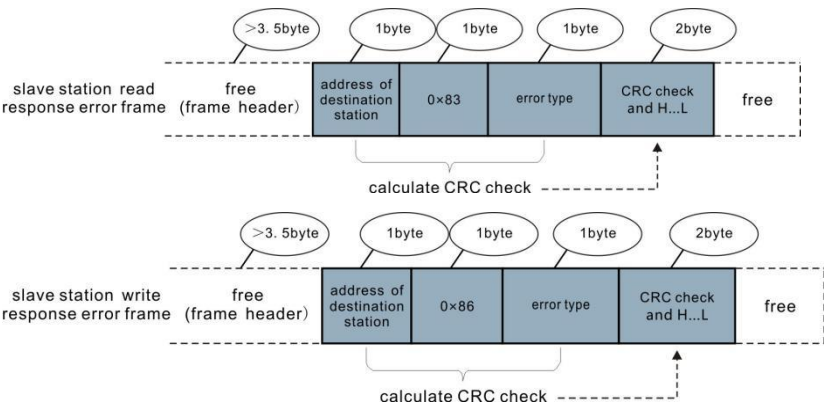 >3. 5byte 1byte 1byte 1byte 2byte
slave station read
response error frame
free
(frame header)
address of
destination
station
0×83
error type
CRC check
and H...L
free
calculate CRC check
>3. 5byte 1byte 1byte 1byte 2byte
slave station write
response error frame
free
(frame header)
address of
destination
station
0×86
error type
CRC check
and H...L
free
calculate CRC check